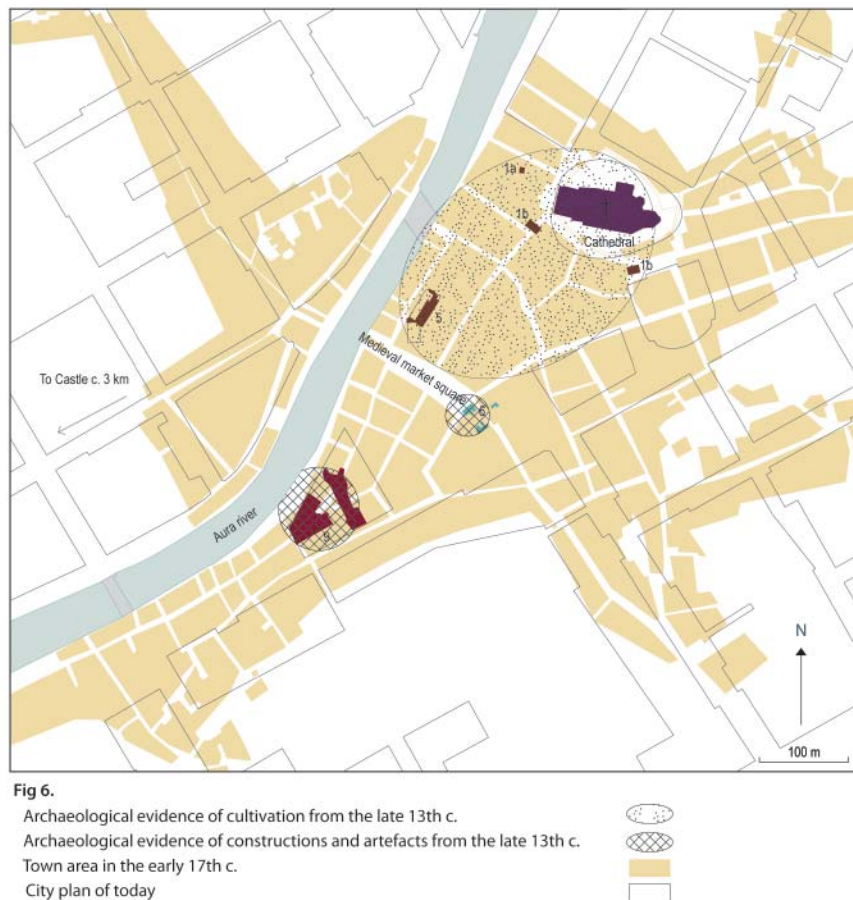 1a
1b
Cathedral
1b
5
To Castle c. 3 km
Medieval market square
6
Aura river
9
N
100 m
Fig 6.
Archaeological evidence of cultivation from the late 13th c.
Archaeological evidence of constructions and artefacts from the late 13th c.
Town area in the early 17th c.
City plan of today